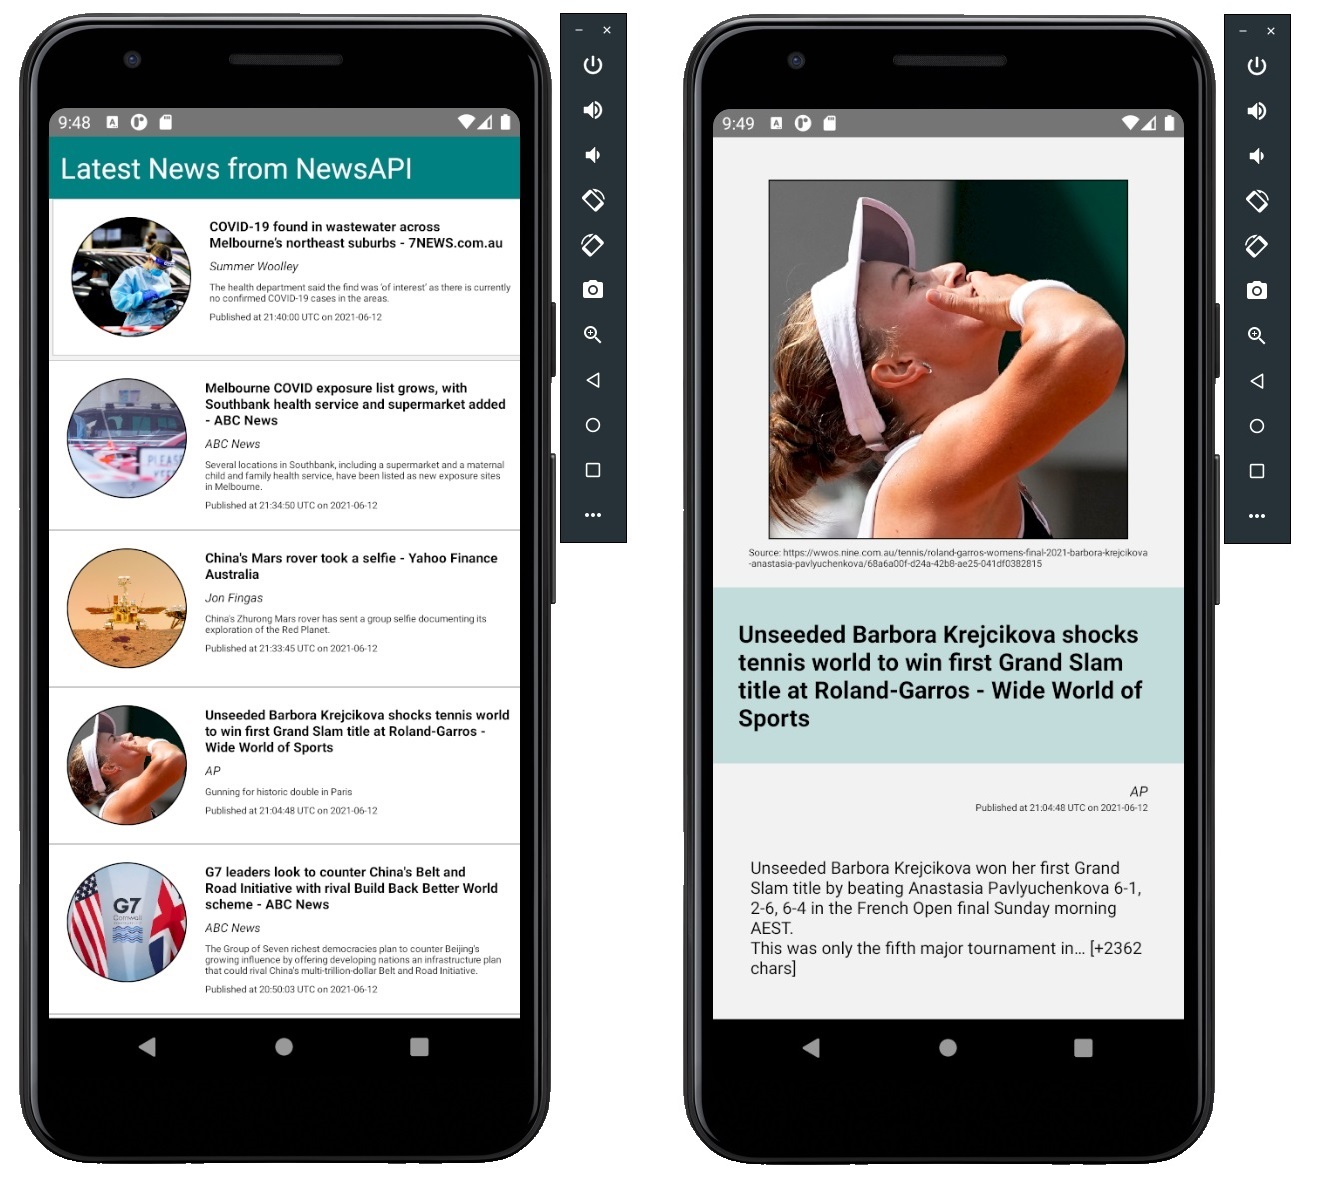 9:48
Latest News from NewsAPI
COVID-19 found in wastewater across
Melbourne's northeast suburbs - 7NEWS.com.au
Summer Woolley
The health department said the find was 'of interest' as there is currently
no confirmed COVID-19 cases in the areas.
Published at 21:40:00 UTC on 2021-06-12
PLEASE
KEEP
Melbourne COVID exposure list grows, with
Southbank health service and supermarket added
- ABC News
ABC News
Several locations in Southbank, including a supermarket and a maternal
child and family health service, have been listed as new exposure sites
in Melbourne.
Published at 21:34:50 UTC on 2021-06-12
China's Mars rover took a selfie - Yahoo Finance
Australia
Jon Fingas
China's Zhurong Mars rover has sent a group selfie documenting its
exploration of the Red Planet.
Published at 21:33:45 UTC on 2021-06-12
Unseeded Barbora Krejcikova shocks tennis world
to win first Grand Slam title at Roland-Garros -
Wide World of Sports
AP
Gunning for historic double in Paris
Published at 21:04:48 UTC on 2021-06-12
G7
Cornwall
G7 leaders look to counter China's Belt and
Road Initiative with rival Build Back Better World
scheme - ABC News
ABC News
The Group of Seven richest democracies plan to counter Beijing's
growing influence by offering developing nations an infrastructure plan
that could rival China's multi-trillion-dollar Belt and Road Initiative.
Published at 20:50:03 UTC on 2021-06-12
9:49
Source: https://wwos.nine.com.au/tennis/roland-garros-womens-final-2021-barbora-krejcikova
-anastasia-pavlyuchenkova/68a6a00f-d24a-42b8-ae25-041df0382815
Unseeded Barbora Krejcikova shocks
tennis world to win first Grand Slam
title at Roland-Garros - Wide World of
Sports
AP
Published at 21:04:48 UTC on 2021-06-12
Unseeded Barbora Krejcikova won her first Grand
Slam title by beating Anastasia Pavlyuchenkova 6-1,
2-6, 6-4 in the French Open final Sunday morning
AEST.
This was only the fifth major tournament in… [+2362
chars]